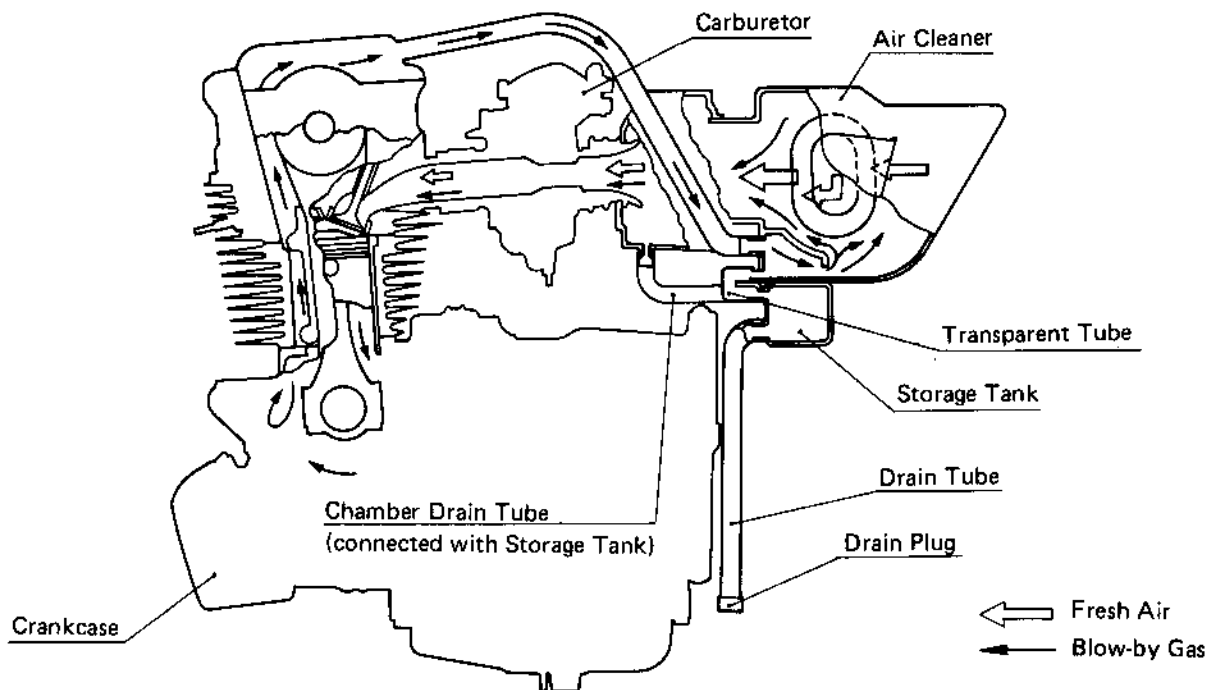 Carburetor
Air Cleaner
Transparent Tube
Storage Tank
Drain Tube
Chamber Drain Tube
(connected with Storage Tank)
Drain Plug
Crankcase
Fresh Air
Blow-by Gas